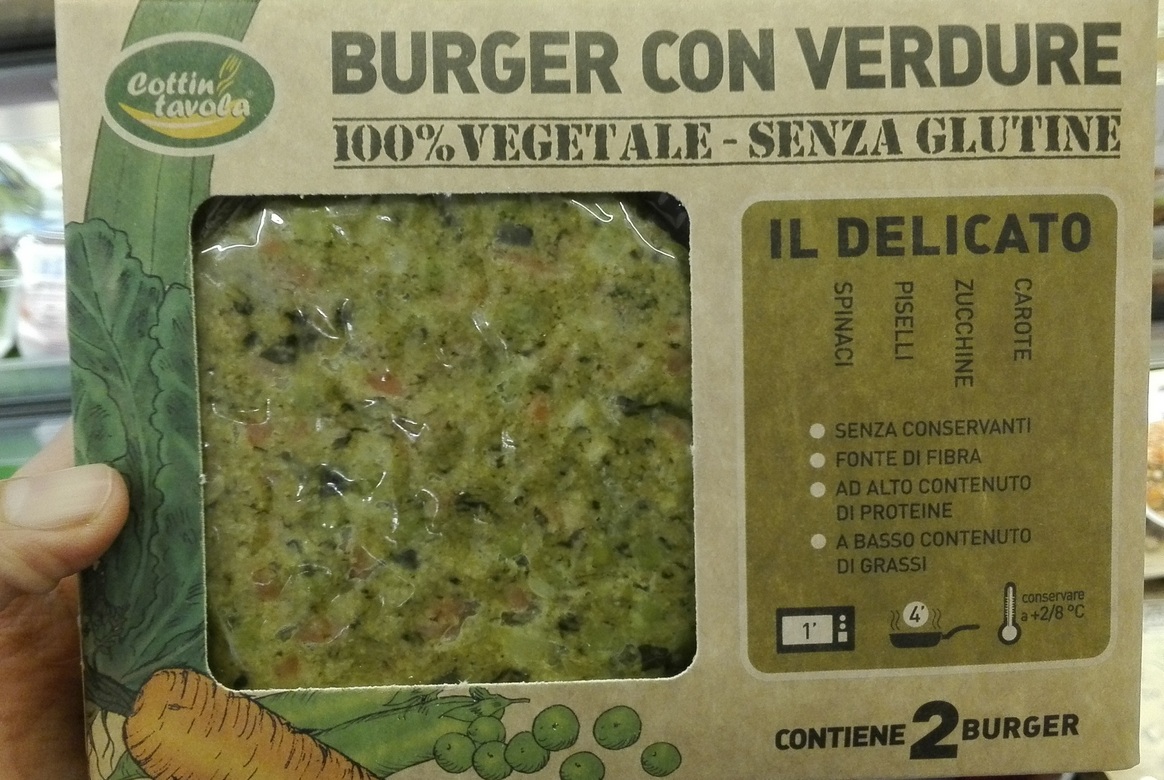 Cottin
tavola
BURGER CON VERDURE
100% VEGETALE - SENZA GLUTINE
IL DELICATO
SPINACI
PISELLI
ZUCCHINE
CAROTE
SENZA CONSERVANTI
FONTE DI FIBRA
AD ALTO CONTENUTO
DI PROTEINE
A BASSO CONTENUTO
DI GRASSI
1'
4'
conservare
a +2/8 °C
CONTIENE 2 BURGER